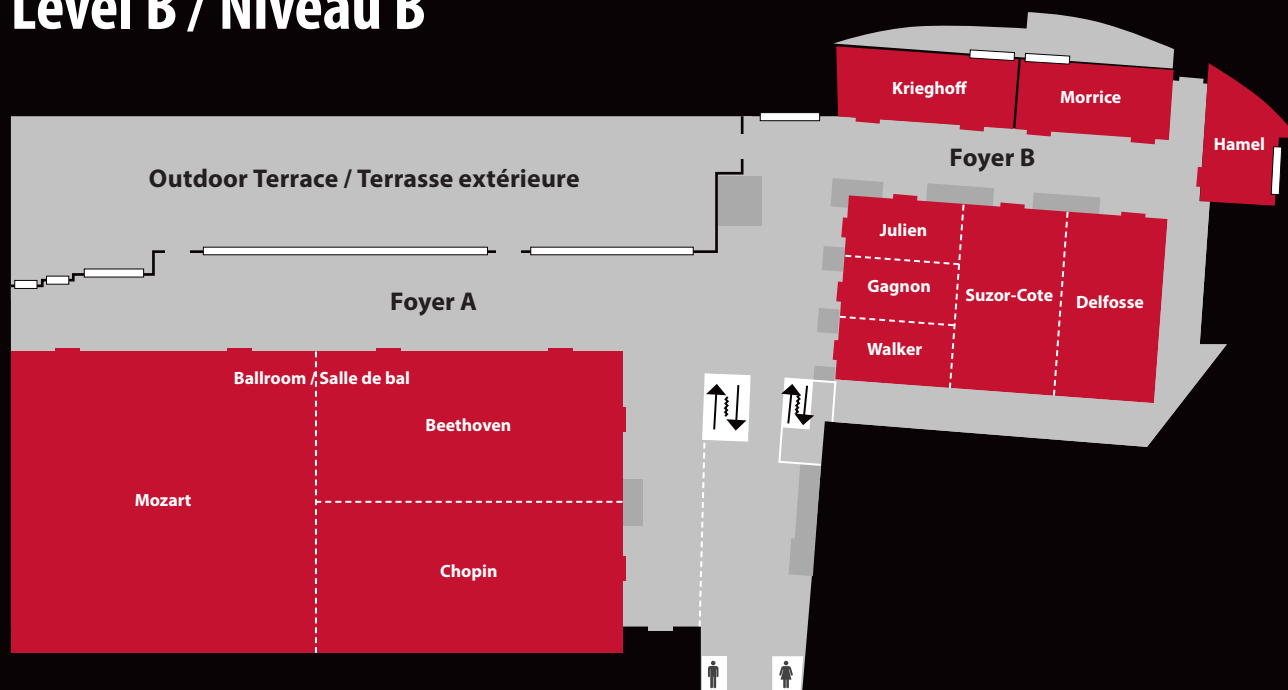 Level B / Niveau B
Krieghoff
Morrice
Hamel
Foyer B
Outdoor Terrace / Terrasse extérieure
Julien
Gagnon
Suzor-Cote
Delfosse
Walker
Foyer A
Ballroom / Salle de bal
Beethoven
Mozart
Chopin